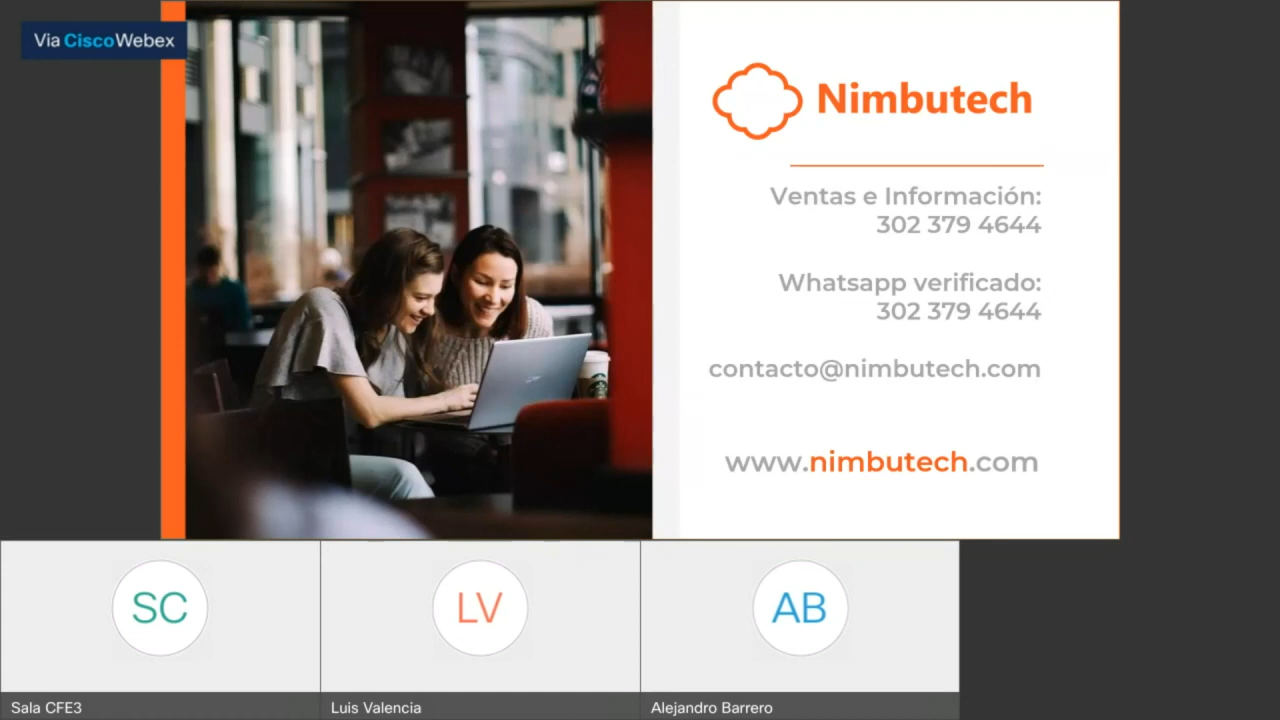 Via CiscoWebex
Nimbutech
Ventas e Información:
302 379 4644
Whatsapp verificado:
302 379 4644
contacto@nimbutech.com
www.nimbutech.com
SC
LV
AB
Sala CFE3
Luis Valencia
Alejandro Barrero